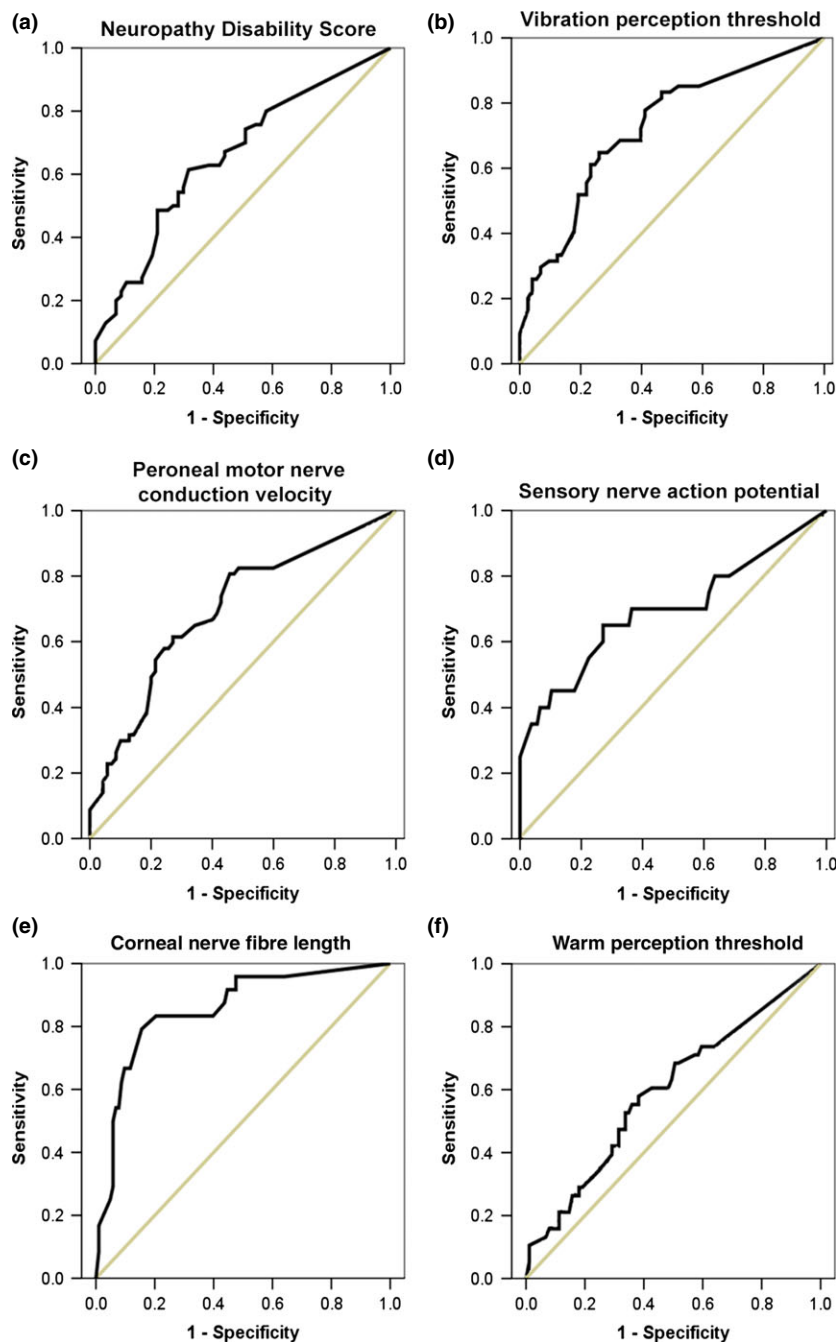 (a)
Neuropathy Disability Score
1.0
0.8
0.6
0.4
0.2
0.0
Sensitivity
0.0 0.2 0.4 0.6 0.8 1.0
1 - Specificity
(b)
Vibration perception threshold
1.0
0.8
0.6
0.4
0.2
0.0
Sensitivity
0.0 0.2 0.4 0.6 0.8 1.0
1 - Specificity
(c)
Peroneal motor nerve
conduction velocity
1.0
0.8
0.6
0.4
0.2
0.0
Sensitivity
0.0 0.2 0.4 0.6 0.8 1.0
1 - Specificity
(d)
Sensory nerve action potential
1.0
0.8
0.6
0.4
0.2
0.0
Sensitivity
0.0 0.2 0.4 0.6 0.8 1.0
1 - Specificity
(e)
Corneal nerve fibre length
1.0
0.8
0.6
0.4
0.2
0.0
Sensitivity
0.0 0.2 0.4 0.6 0.8 1.0
1 - Specificity
(f)
Warm perception threshold
1.0
0.8
0.6
0.4
0.2
0.0
Sensitivity
0.0 0.2 0.4 0.6 0.8 1.0
1 - Specificity